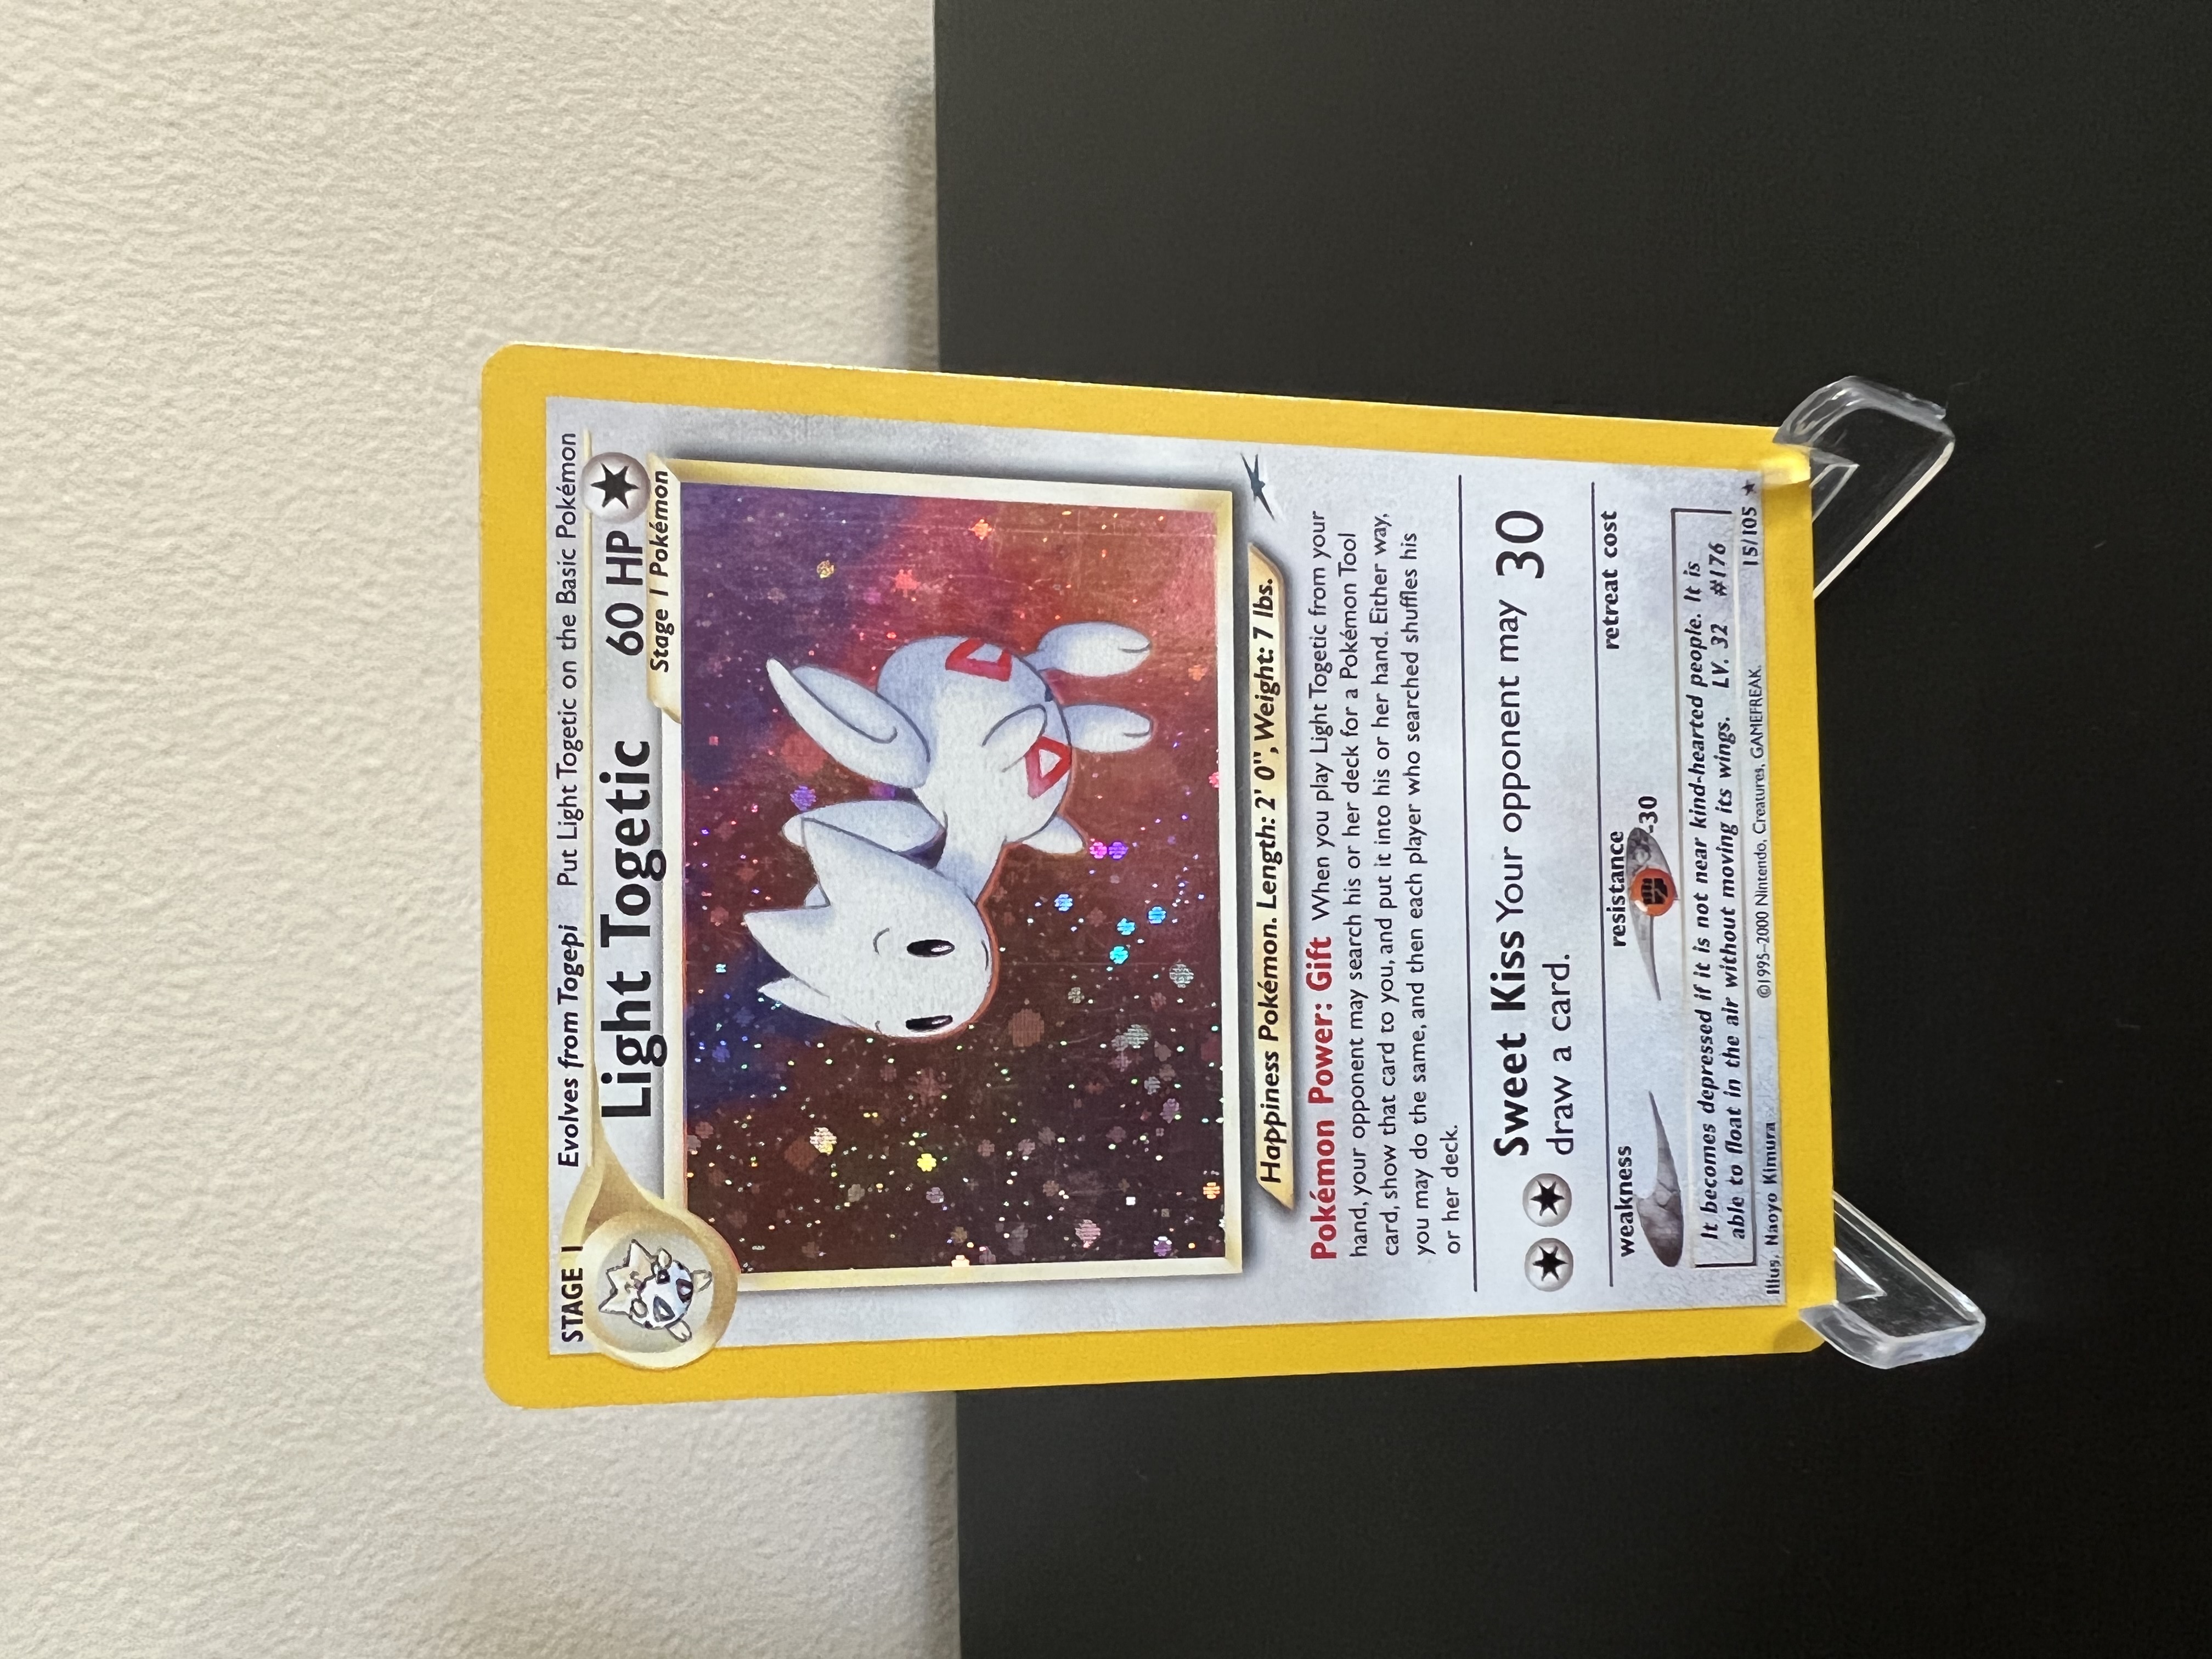 STAGE 1 Evolves from Togepi Put Light Togetic on the Basic Pokémon
Light Togetic 60 HP
Stage 1 Pokémon
Happiness Pokémon. Length: 2' 0", Weight: 7 lbs.
Pokémon Power: Gift When you play Light Togetic from your
hand, your opponent may search his or her deck for a Pokémon Tool
card, show that card to you, and put it into his or her hand. Either way,
you may do the same, and then each player who searched shuffles his
or her deck.
Sweet Kiss Your opponent may 30
draw a card.
weakness resistance retreat cost
-30
It becomes depressed if it is not near kind-hearted people. It is
able to float in the air without moving its wings. LV. 32 #176
Illus. Naoyo Kimura ©1995–2000 Nintendo, Creatures, GAMEFREAK. 15/105 ★